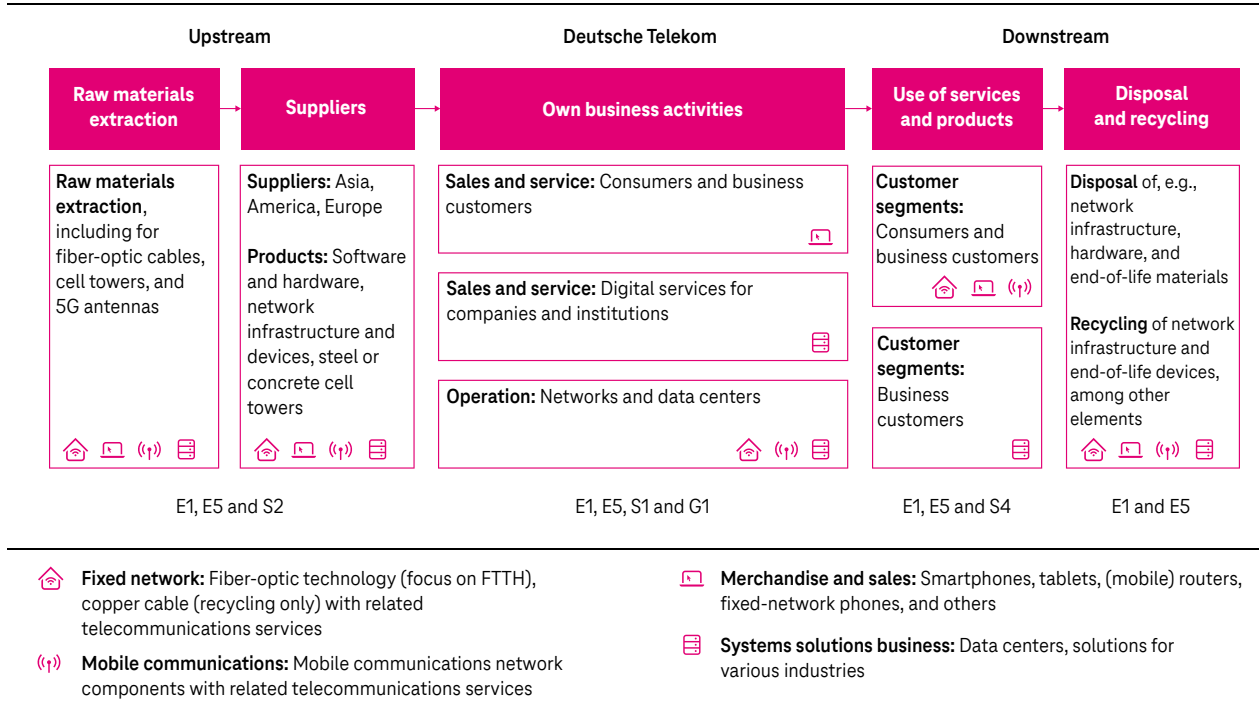 Upstream
Deutsche Telekom
Downstream
Raw materials
extraction
Suppliers
Own business activities
Use of services
and products
Disposal
and recycling
Raw materials
extraction,
including for
fiber-optic cables,
cell towers, and
5G antennas
Suppliers: Asia,
America, Europe
Products: Software
and hardware,
network
infrastructure and
devices, steel or
concrete cell
towers
Sales and service: Consumers and business
customers
Sales and service: Digital services for
companies and institutions
Operation: Networks and data centers
Customer
segments:
Consumers and
business customers
Customer
segments:
Business
customers
Disposal of, e.g.,
network
infrastructure,
hardware, and
end-of-life materials
Recycling of network
infrastructure and
end-of-life devices,
among other
elements
E1, E5 and S2
E1, E5, S1 and G1
E1, E5 and S4
E1 and E5
Fixed network: Fiber-optic technology (focus on FTTH),
copper cable (recycling only) with related
telecommunications services
Mobile communications: Mobile communications network
components with related telecommunications services
Merchandise and sales: Smartphones, tablets, (mobile) routers,
fixed-network phones, and others
Systems solutions business: Data centers, solutions for
various industries